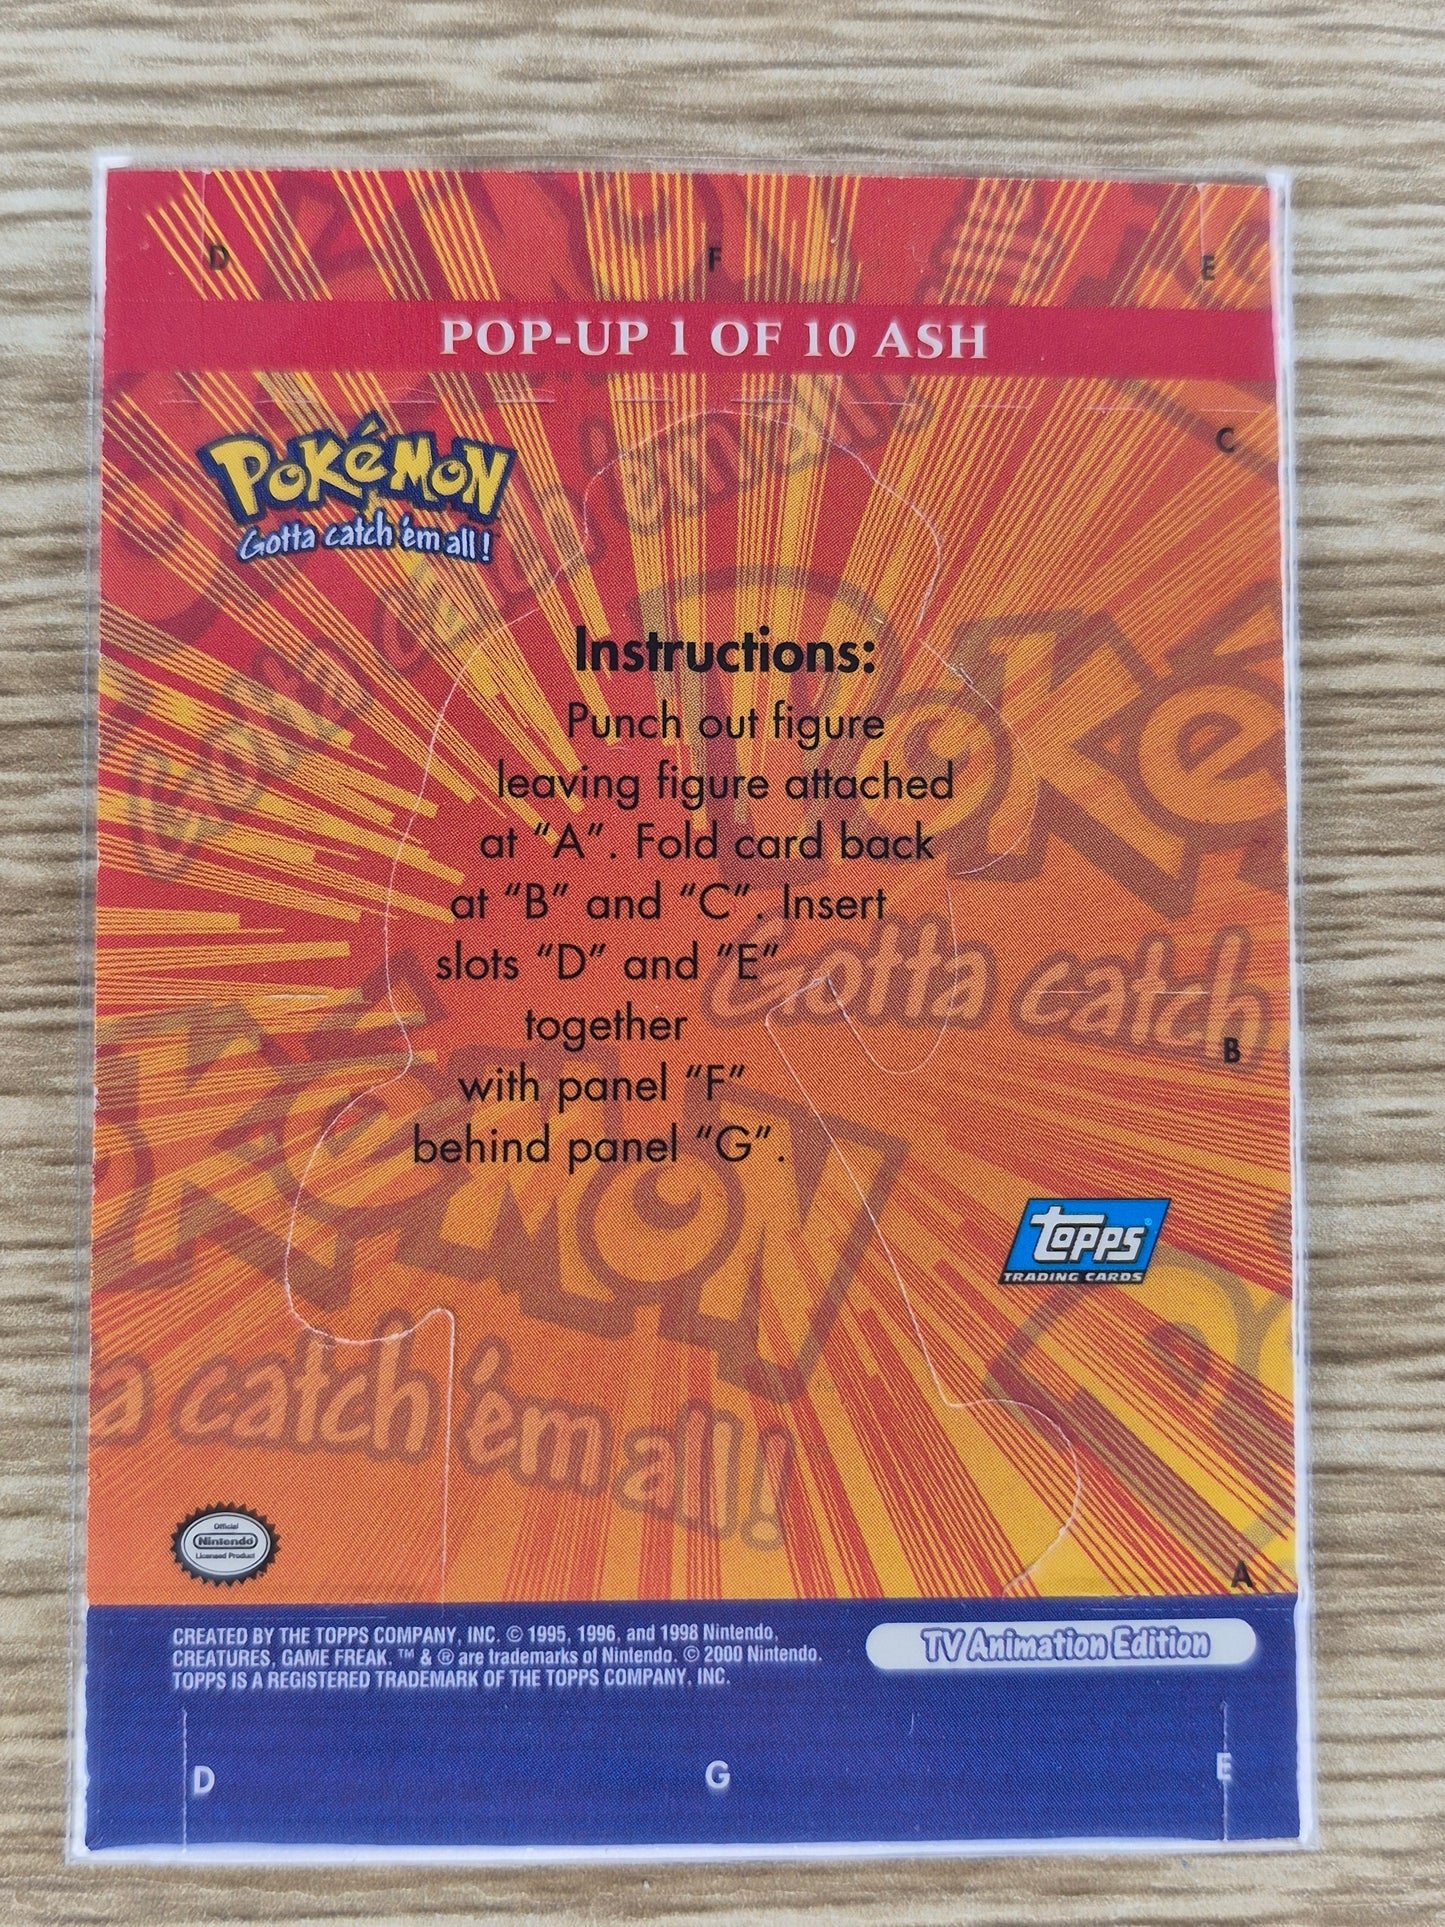 D F E
POP-UP 1 OF 10 ASH
C
POKéMON
Gotta catch 'em all!
Instructions:
Punch out figure
leaving figure attached
at “A”. Fold card back
at “B” and “C”. Insert
slots “D” and “E”
together
with panel “F”
behind panel “G”.
B
POKé
Gotta catch
KéMON
a catch 'em all!
topps®
TRADING CARDS
Official
Nintendo
Licensed Product
A
CREATED BY THE TOPPS COMPANY, INC. © 1995, 1996, and 1998 Nintendo,
CREATURES, GAME FREAK. ™ & ® are trademarks of Nintendo. © 2000 Nintendo.
TOPPS IS A REGISTERED TRADEMARK OF THE TOPPS COMPANY, INC.
TV Animation Edition
D G E